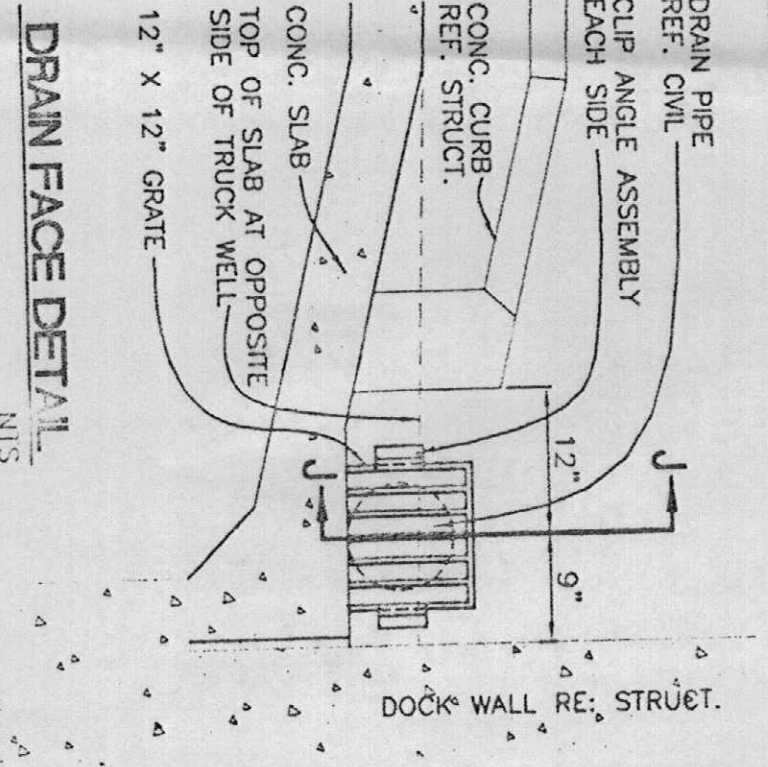 DRAIN PIPE
REF. CIVIL
CLIP ANGLE ASSEMBLY
EACH SIDE
CONC. CURB
REF. STRUCT.
CONC. SLAB
TOP OF SLAB AT OPPOSITE
SIDE OF TRUCK WELL
12" X 12" GRATE
12"
9"
J
J
DOCK WALL RE: STRUCT.
DRAIN FACE DETAIL
NTS